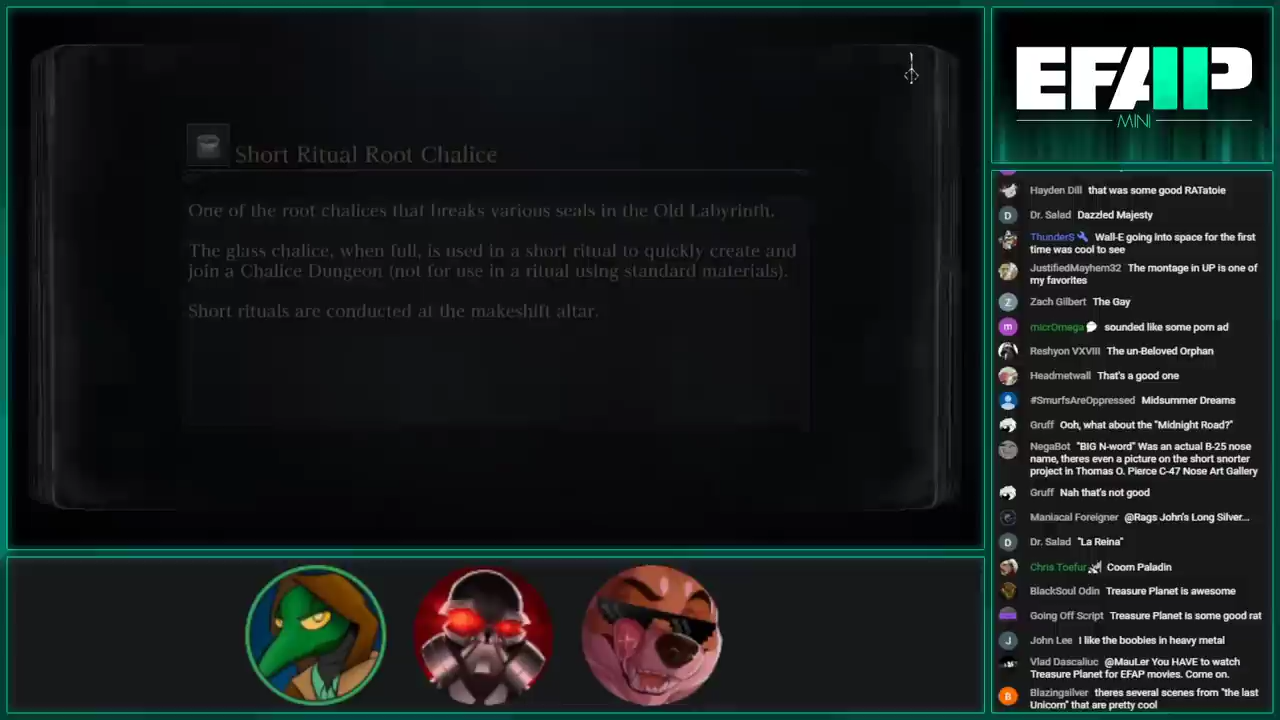 Short Ritual Root Chalice
One of the root chalices that breaks various seals in the Old Labyrinth.
The glass chalice, when full, is used in a short ritual to quickly create and
join a Chalice Dungeon (not for use in a ritual using standard materials).
Short rituals are conducted at the makeshift altar.
EFAP
MINI
Hayden Dill that was some good RATatoie
D Dr. Salad Dazzled Majesty
ThunderS Wall-E going into space for the first
time was cool to see
JustifiedMayhem32 The montage in UP is one of
my favorites
Z Zach Gilbert The Gay
m micrOmega sounded like some porn ad
Reshyon VXVIII The un-Beloved Orphan
Headmetwall That's a good one
#SmurfsAreOppressed Midsummer Dreams
Gruff Ooh, what about the "Midnight Road?"
NegaBot "BIG N-word" Was an actual B-25 nose
name, theres even a picture on the short snorter
project in Thomas O. Pierce C-47 Nose Art Gallery
Gruff Nah that's not good
Maniacal Foreigner @Rags John's Long Silver...
D Dr. Salad "La Reina"
Chris Toefur Coom Paladin
BlackSoul Odin Treasure Planet is awesome
Going Off Script Treasure Planet is some good rat
J John Lee I like the boobies in heavy metal
Vlad Dascaliuc @MauLer You HAVE to watch
Treasure Planet for EFAP movies. Come on.
B Blazingsilver theres several scenes from "the last
Unicorn" that are pretty cool